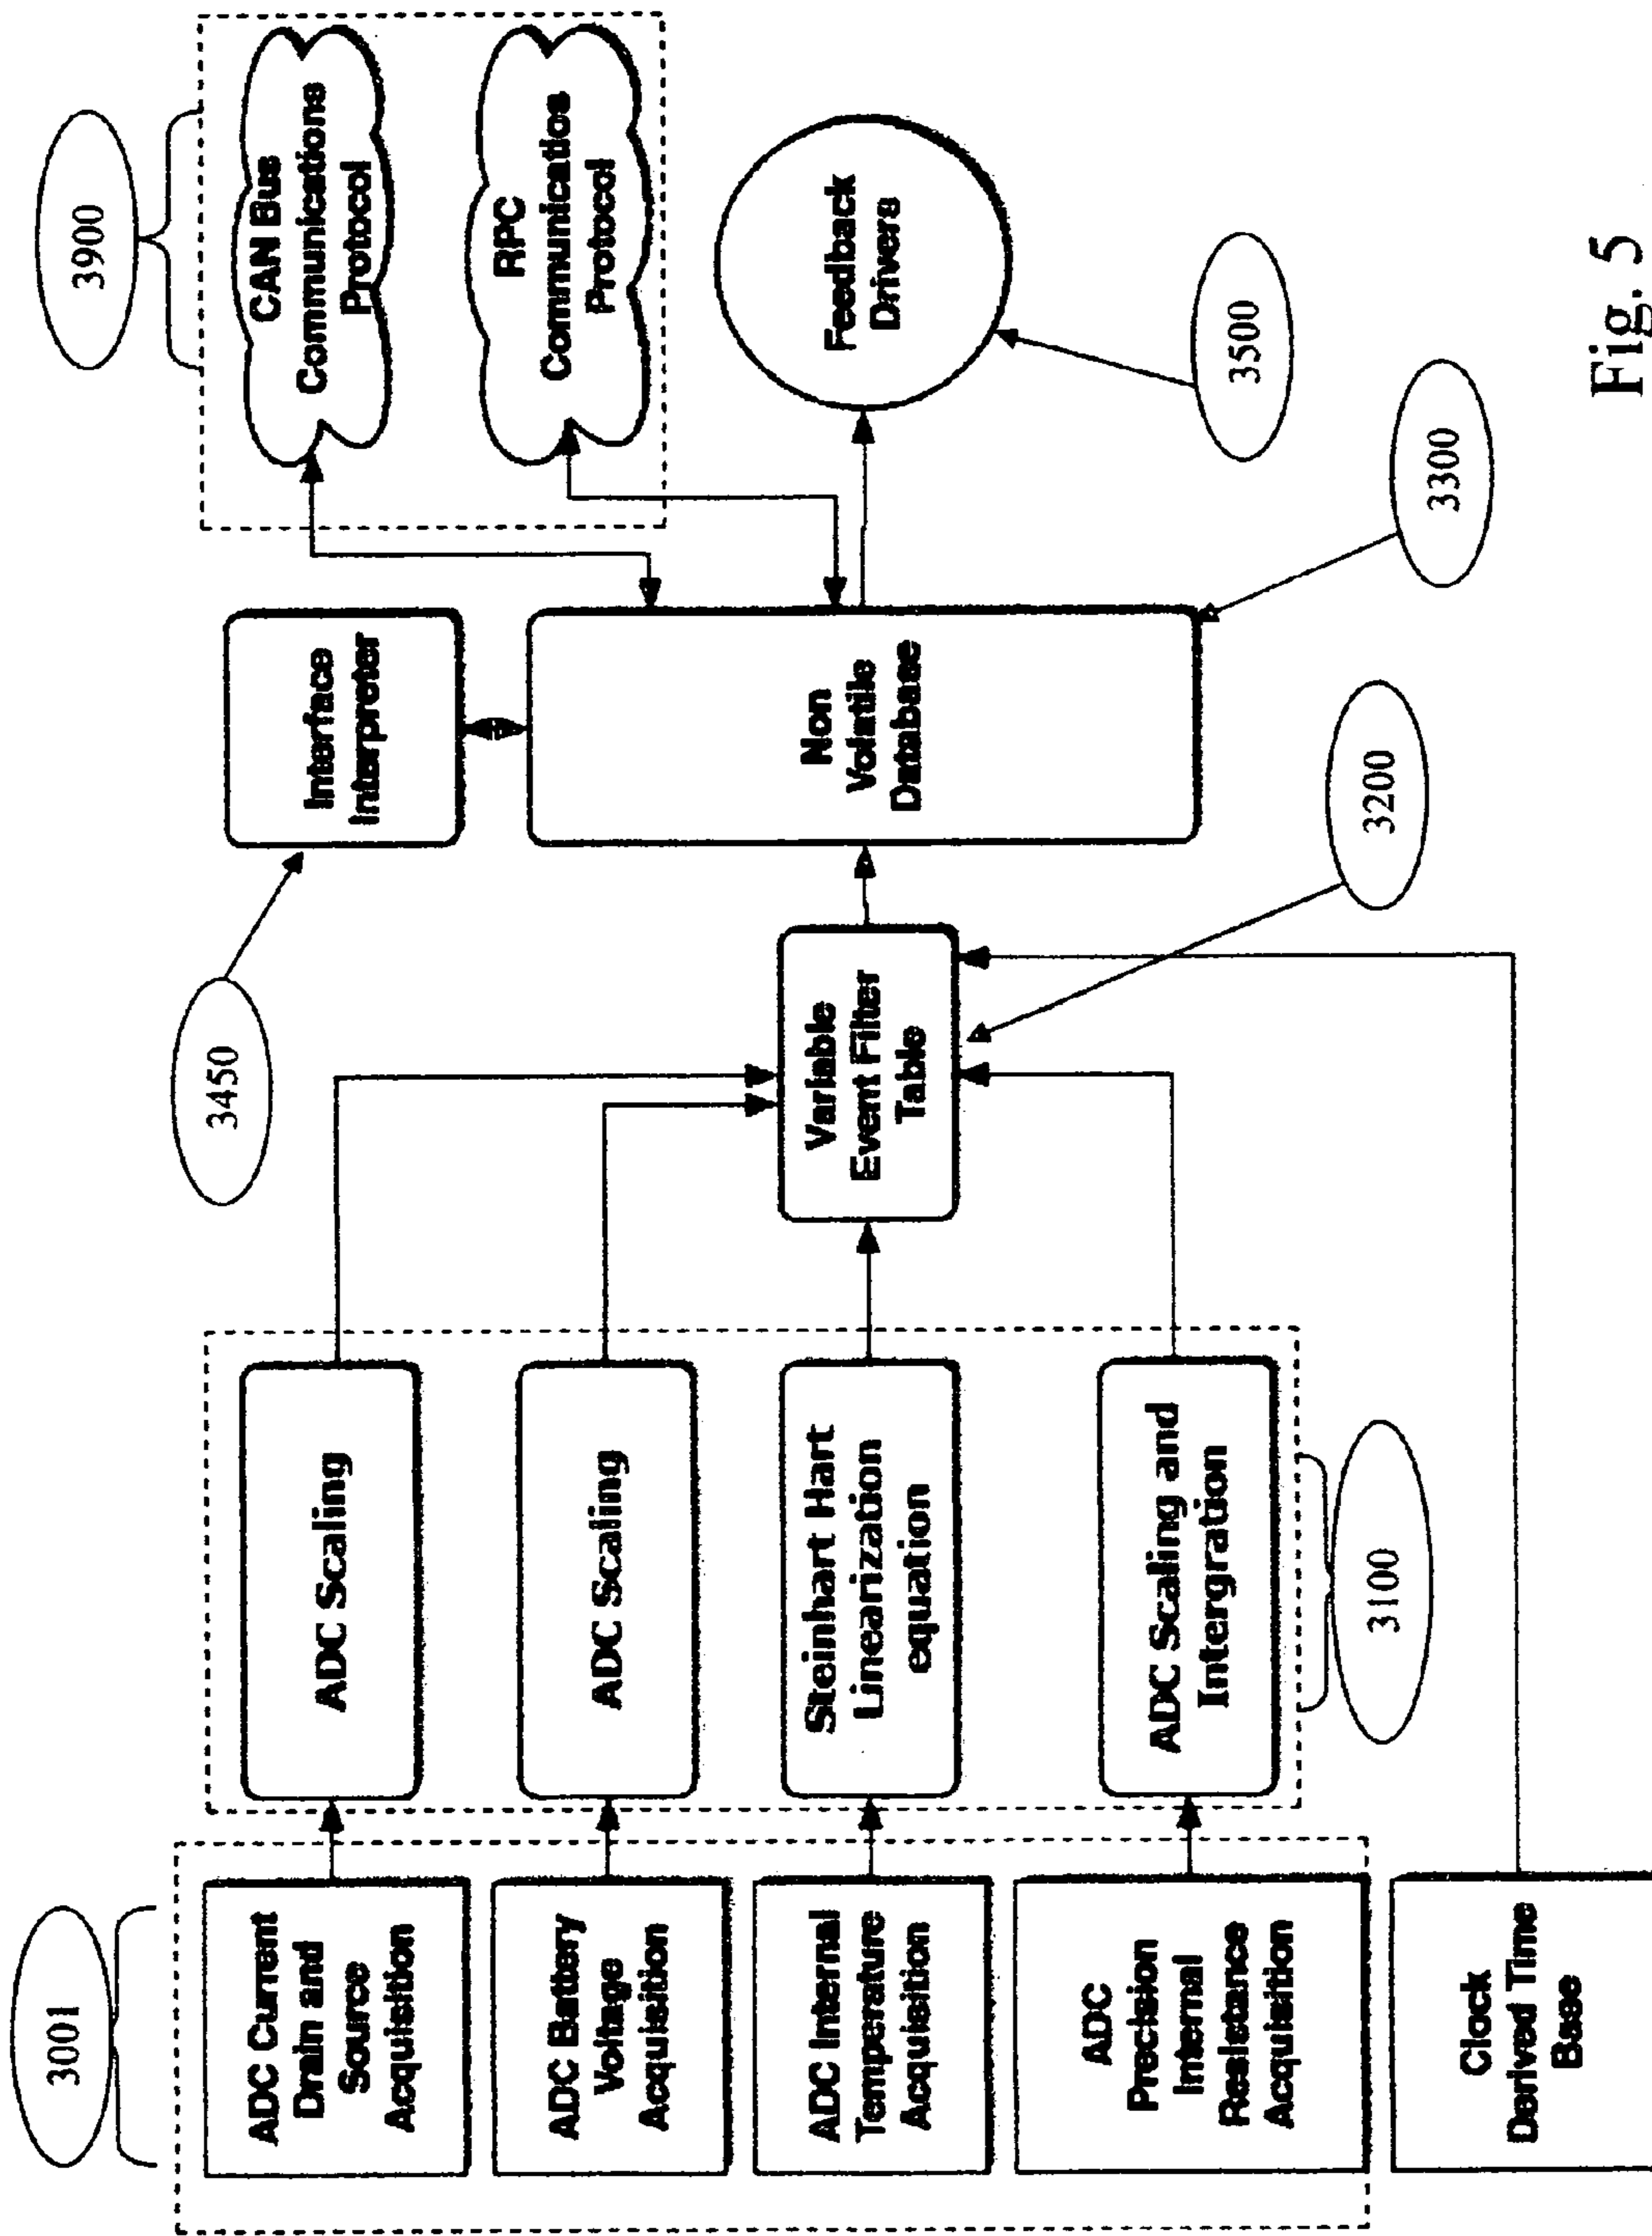 3001
ADC Current
Drain and
Source
Acquisition
ADC Battery
Voltage
Acquisition
ADC Internal
Temperature
Acquisition
ADC
Precision
Internal
Resistance
Acquisition
Clock
Derived Time
Base
ADC Scaling
ADC Scaling
Steinhart Hart
Linearization
equation
ADC Scaling and
Intergration
3100
3450
Variable
Event Filter
Table
3200
Interface
Interpreter
Non
Volatile
Database
3300
3900
CAN Bus
Communications
Protocol
RPC
Communicatios
Protocol
Feedback
Drivers
3500
Fig. 5